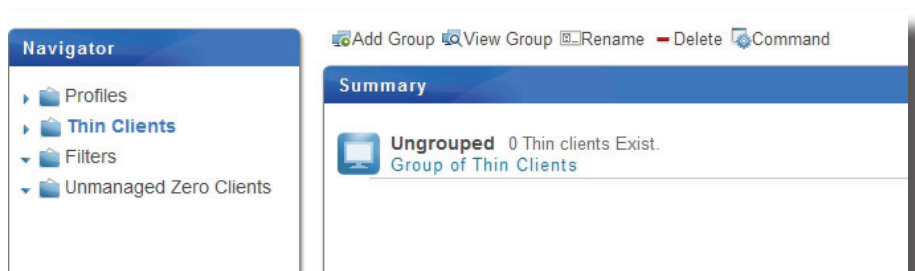 Add Group View Group Rename Delete Command
Navigator
Summary
Profiles
Thin Clients
Filters
Unmanaged Zero Clients
Ungrouped 0 Thin clients Exist.
Group of Thin Clients